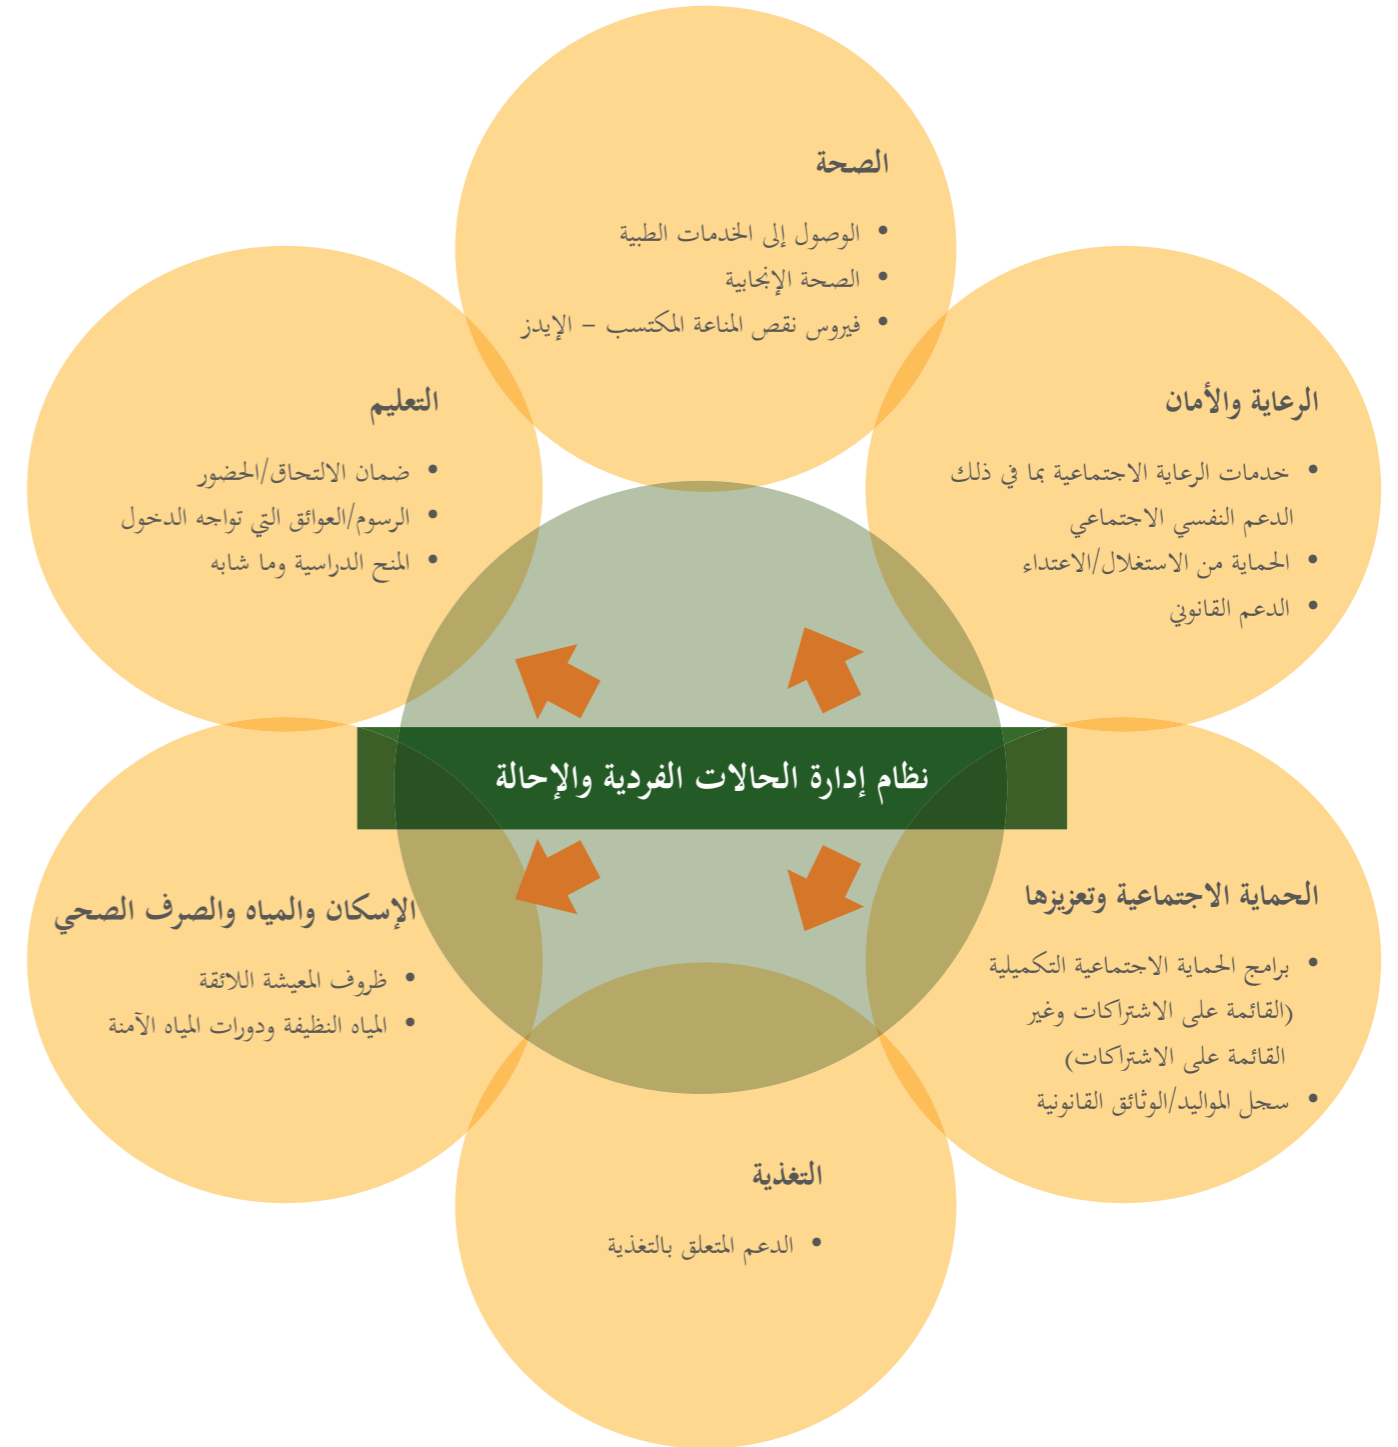 الصحة
• الوصول إلى الخدمات الطبية
• الصحة الإنجابية
• فيروس نقص المناعة المكتسب – الإيدز
الرعاية والأمان
• خدمات الرعاية الاجتماعية بما في ذلك
الدعم النفسي الاجتماعي
• الحماية من الاستغلال/الاعتداء
• الدعم القانوني
التعليم
• ضمان الالتحاق/الحضور
• الرسوم/العوائق التي تواجه الدخول
• المنح الدراسية وما شابه
نظام إدارة الحالات الفردية والإحالة
الحماية الاجتماعية وتعزيزها
• برامج الحماية الاجتماعية التكميلية
(القائمة على الاشتراكات وغير
القائمة على الاشتراكات)
• سجل المواليد/الوثائق القانونية
الإسكان والمياه والصرف الصحي
• ظروف المعيشة اللائقة
• المياه النظيفة ودورات المياه الآمنة
التغذية
• الدعم المتعلق بالتغذية